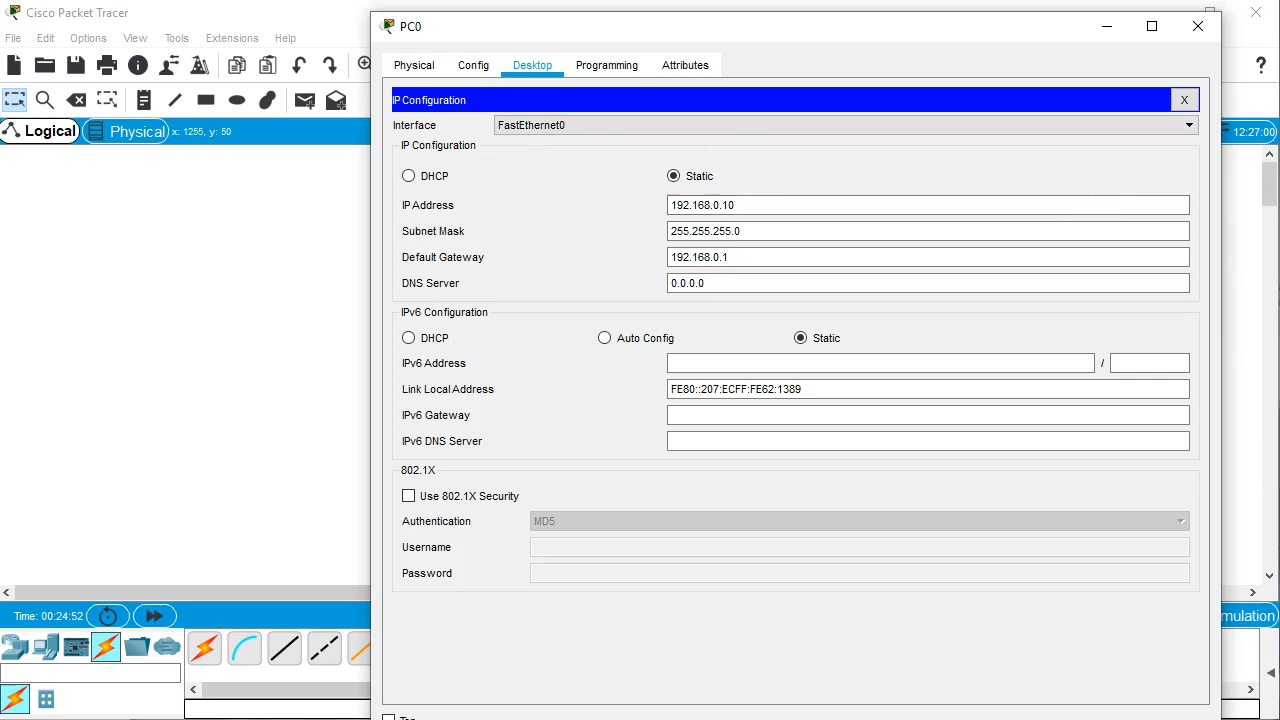 Cisco Packet Tracer
PC0
File Edit Options View Tools Extensions Help
Physical Config Desktop Programming Attributes
?
IP Configuration X
Interface FastEthernet0
Logical Physical x: 1255, y: 50 12:27:00
IP Configuration
DHCP Static
IP Address 192.168.0.10
Subnet Mask 255.255.255.0
Default Gateway 192.168.0.1
DNS Server 0.0.0.0
IPv6 Configuration
DHCP Auto Config Static
IPv6 Address /
Link Local Address FE80::207:ECFF:FE62:1389
IPv6 Gateway
IPv6 DNS Server
802.1X
Use 802.1X Security
Authentication MD5
Username
Password
Time: 00:24:52 mulation